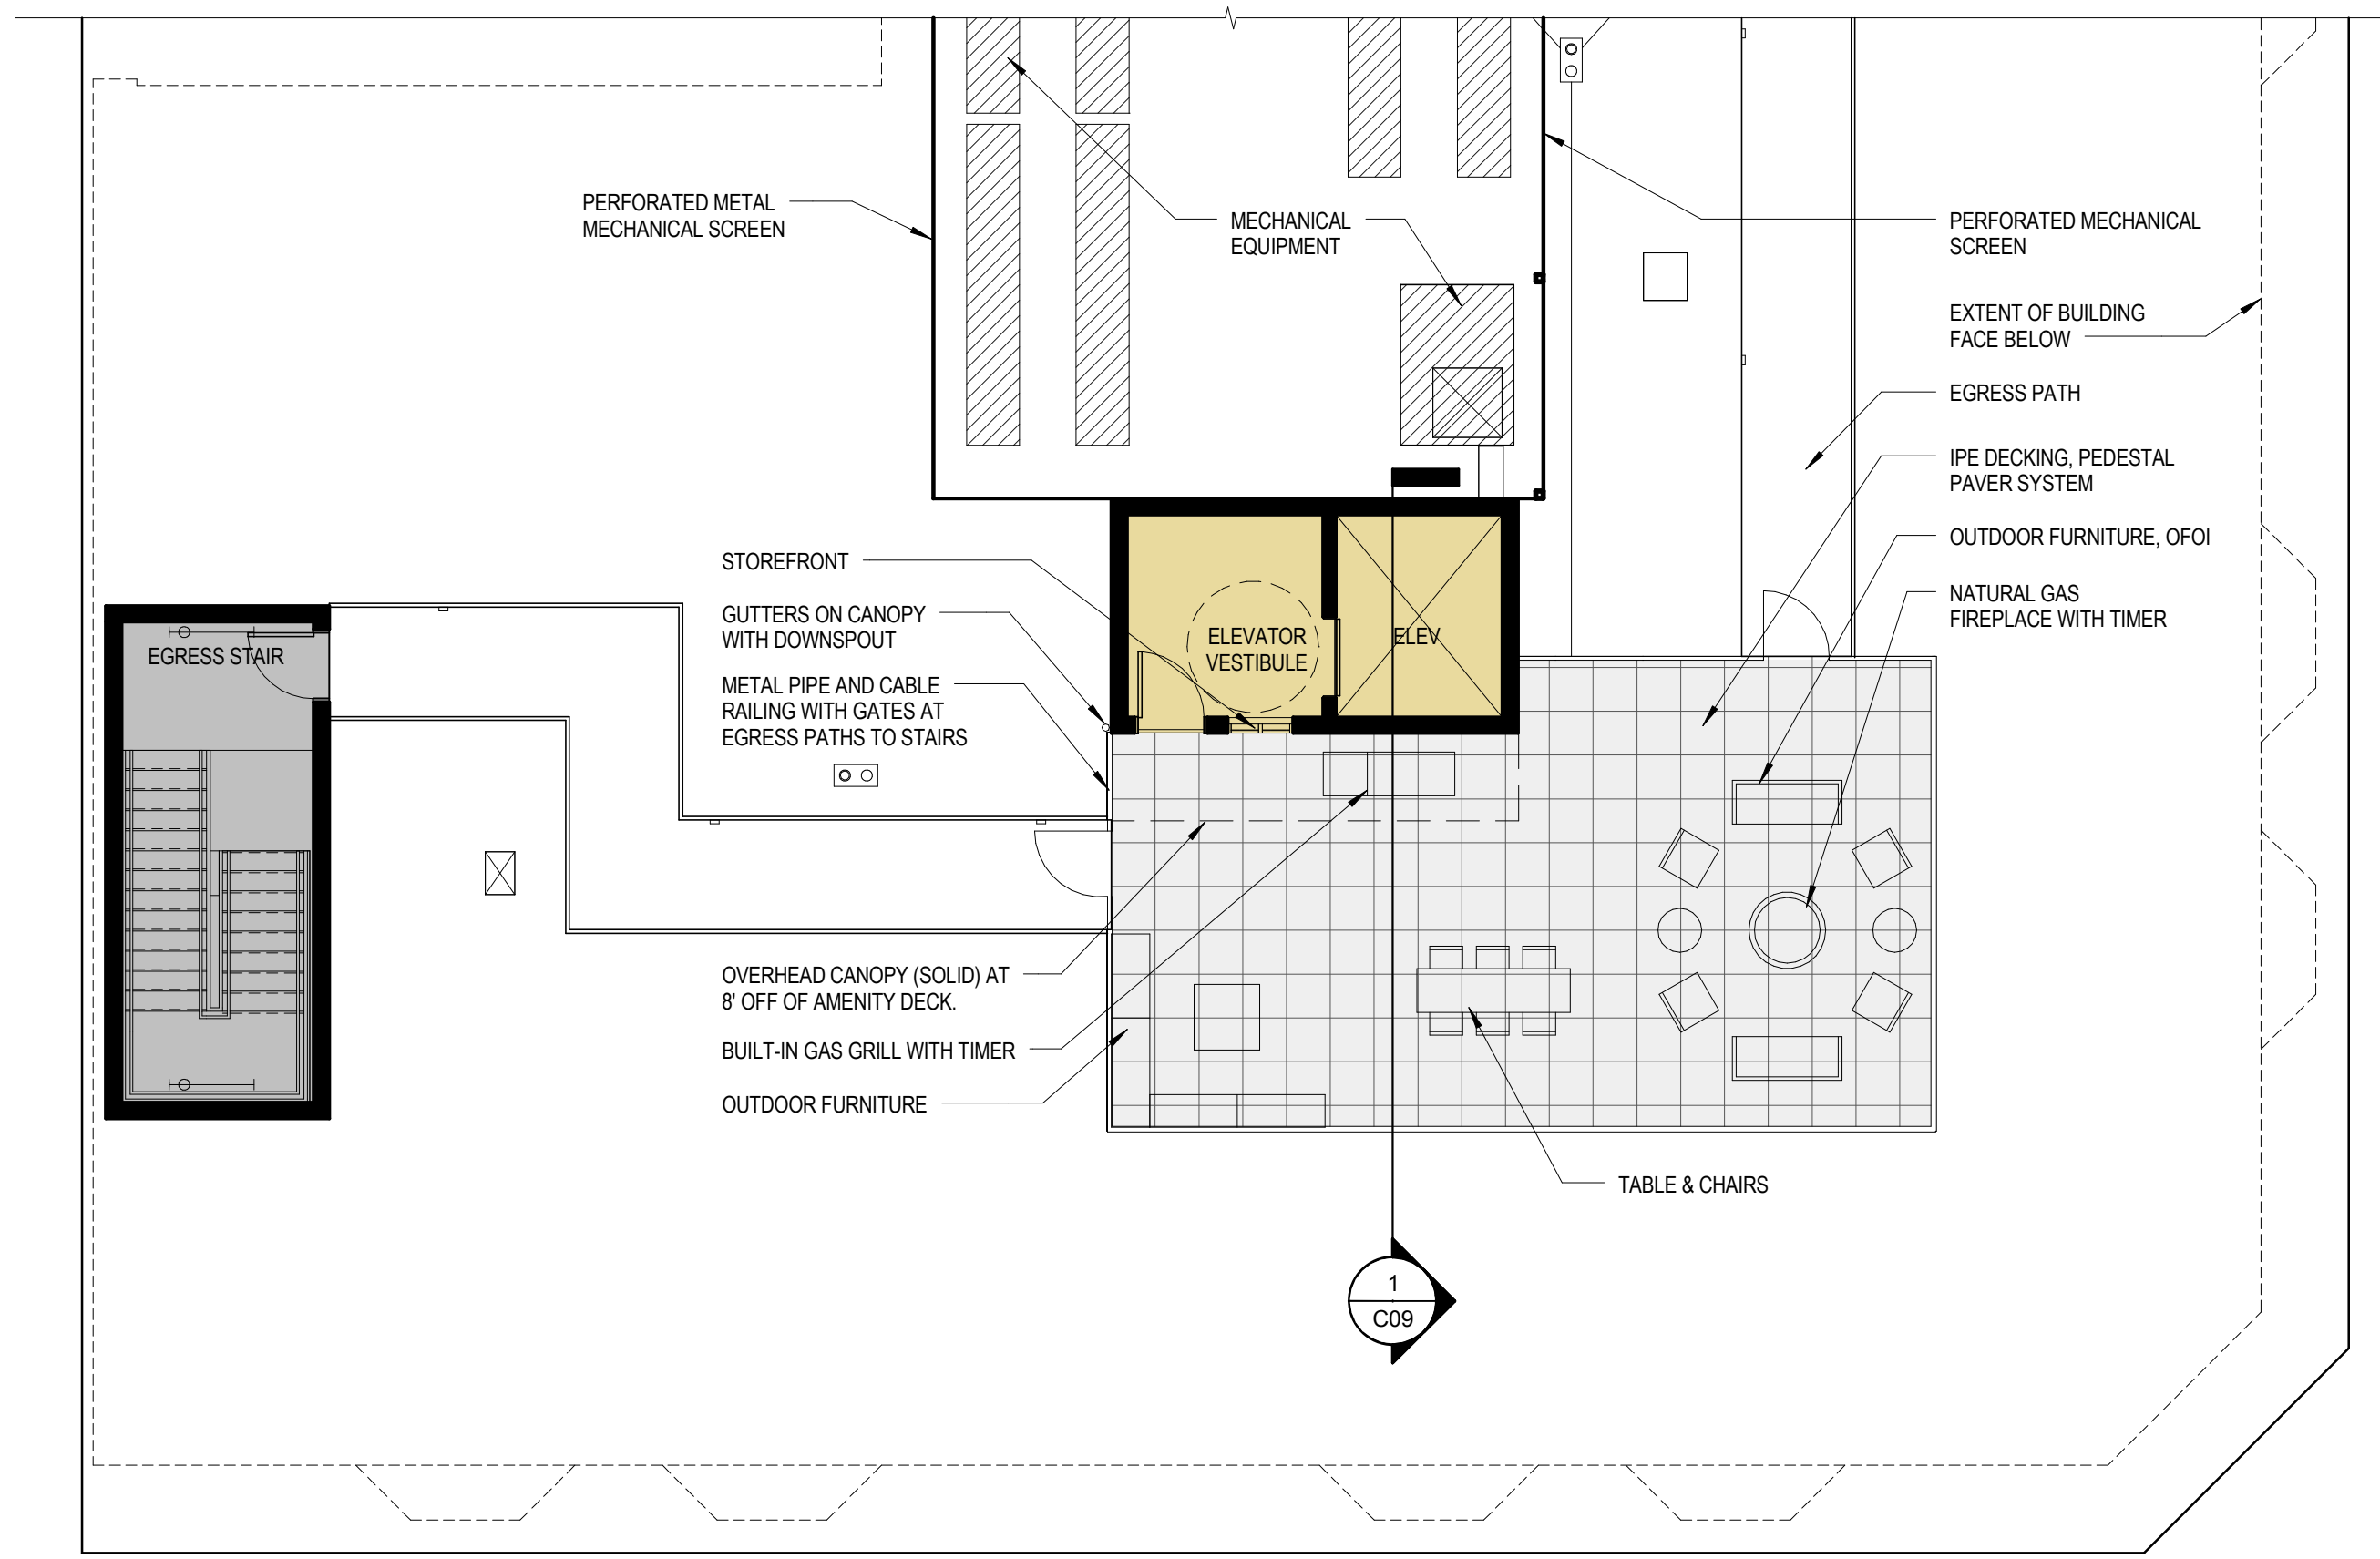 PERFORATED METAL
MECHANICAL SCREEN
MECHANICAL
EQUIPMENT
PERFORATED MECHANICAL
SCREEN
EXTENT OF BUILDING
FACE BELOW
EGRESS PATH
IPE DECKING, PEDESTAL
PAVER SYSTEM
OUTDOOR FURNITURE, OFOI
NATURAL GAS
FIREPLACE WITH TIMER
STOREFRONT
GUTTERS ON CANOPY
WITH DOWNSPOUT
METAL PIPE AND CABLE
RAILING WITH GATES AT
EGRESS PATHS TO STAIRS
ELEVATOR
VESTIBULE
ELEV
EGRESS STAIR
OVERHEAD CANOPY (SOLID) AT
8' OFF OF AMENITY DECK.
BUILT-IN GAS GRILL WITH TIMER
OUTDOOR FURNITURE
TABLE & CHAIRS
1
C09